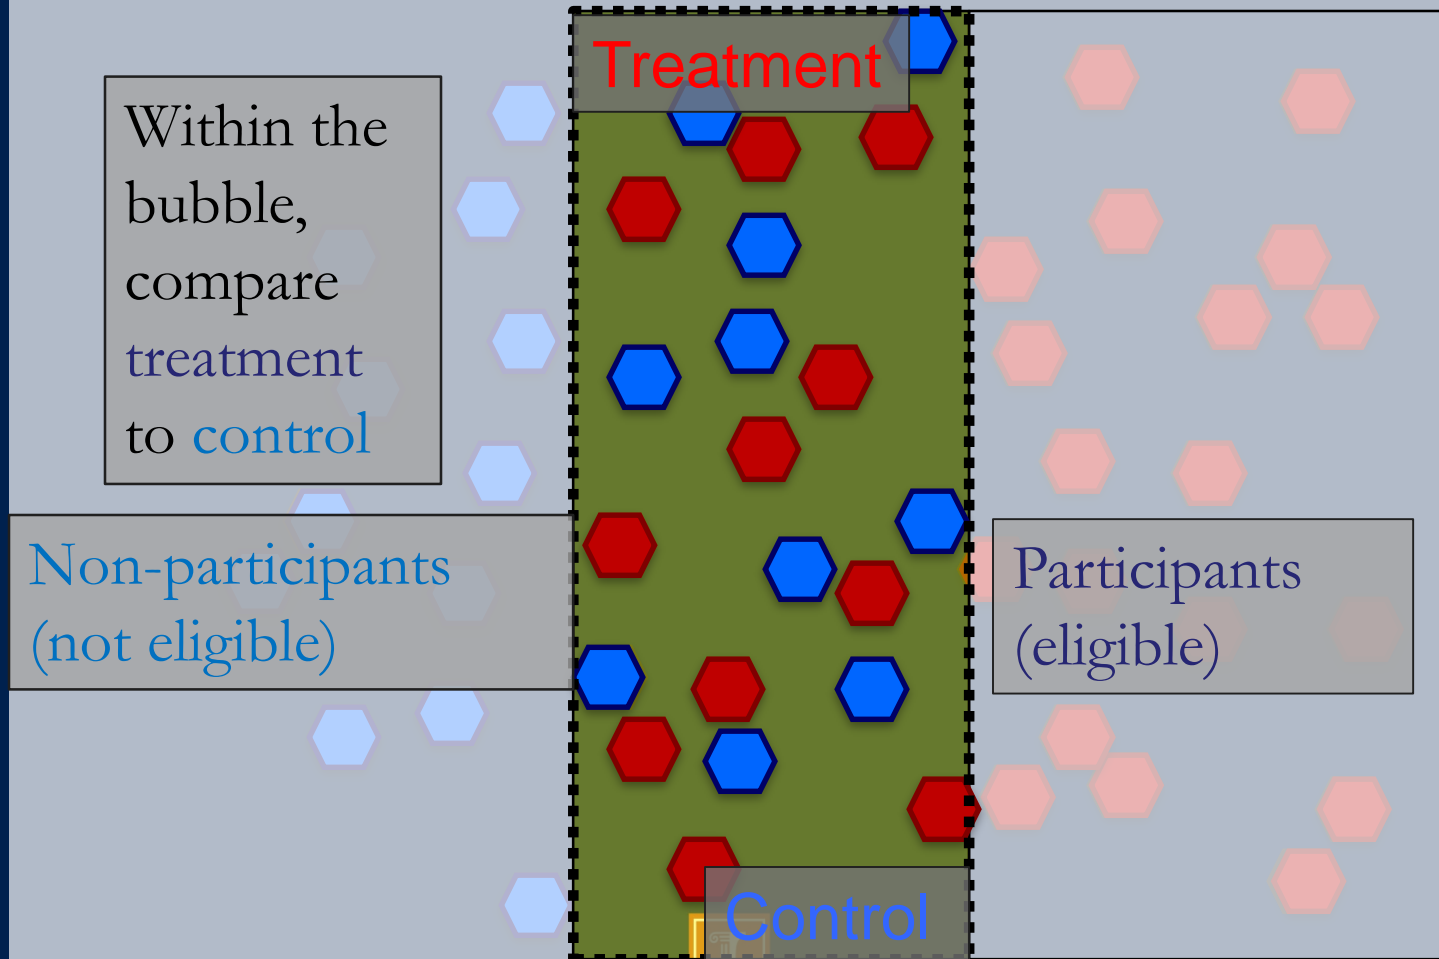 Treatment
Within the
bubble,
compare
treatment
to control
Non-participants
(not eligible)
Participants
(eligible)
Control